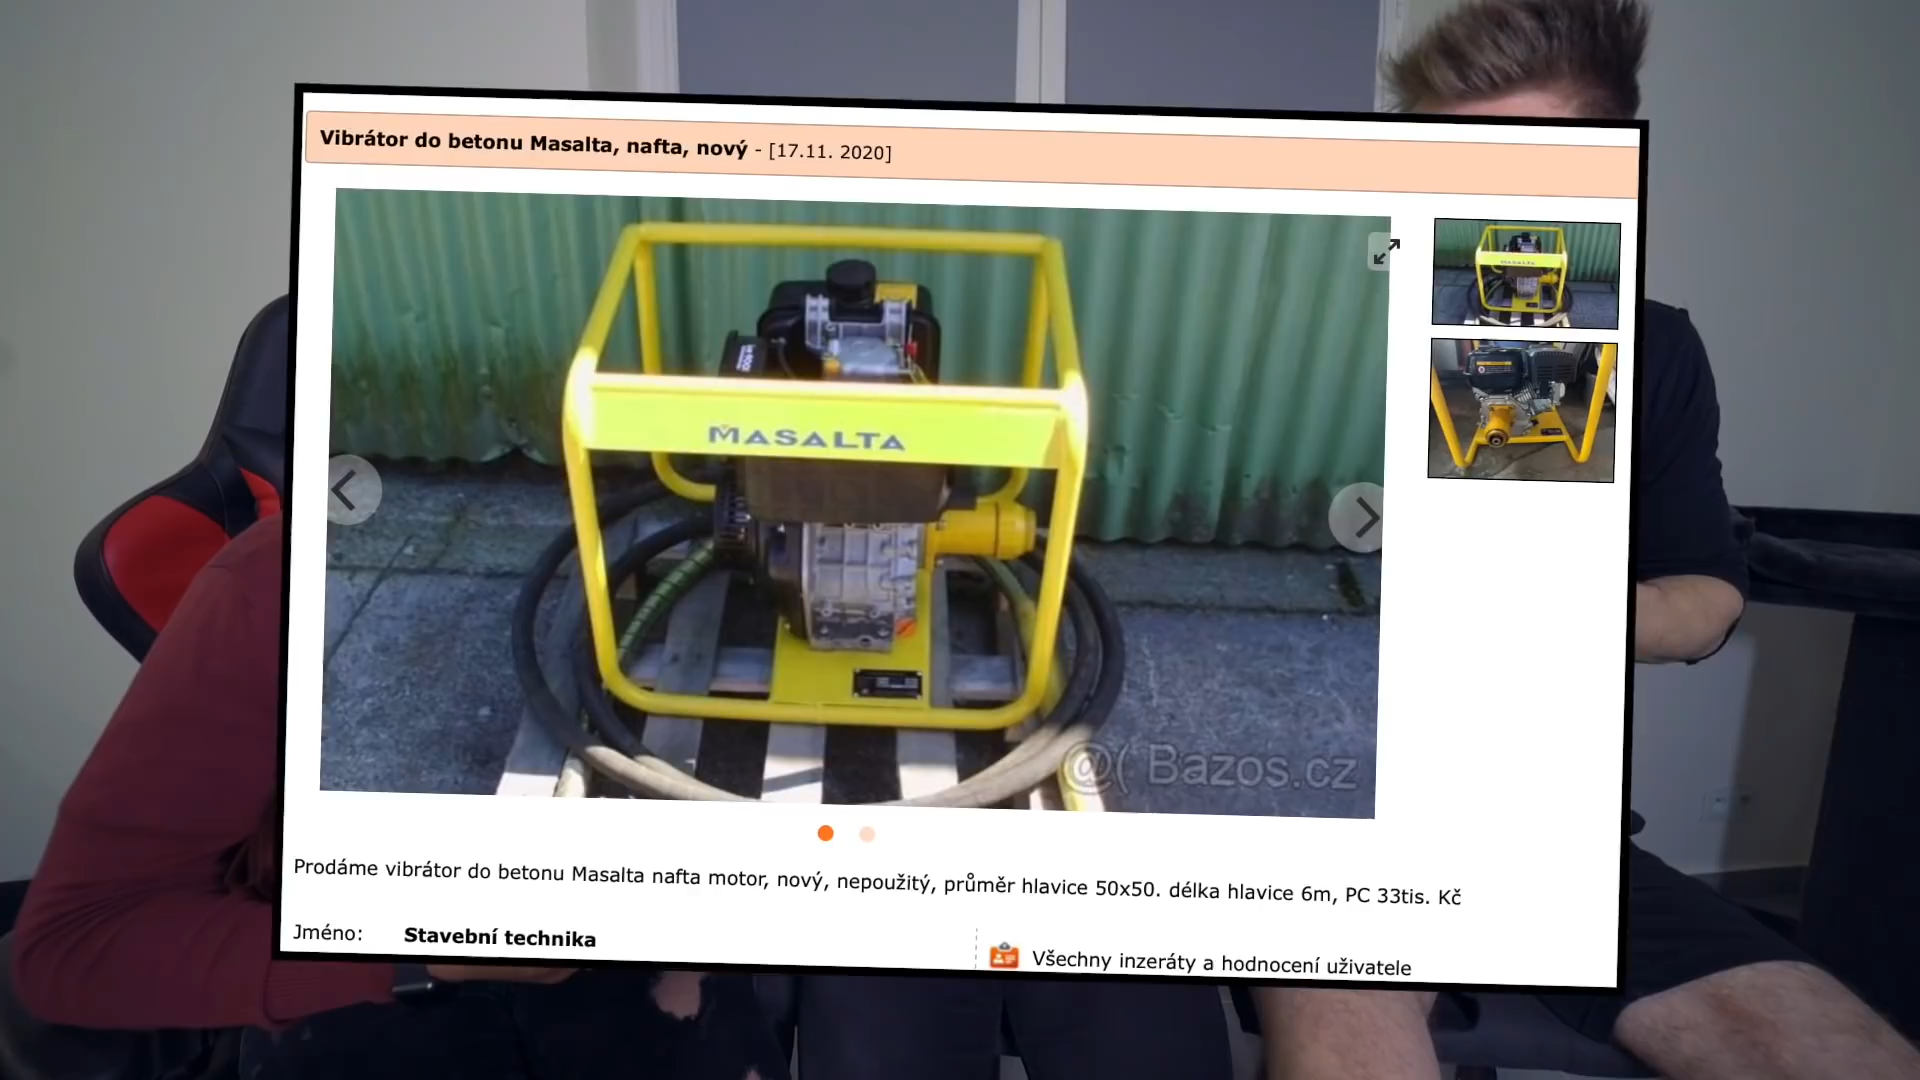 Vibrátor do betonu Masalta, nafta, nový - [17.11. 2020]
MASALTA
@( Bazos.cz
Prodáme vibrátor do betonu Masalta nafta motor, nový, nepoužitý, průměr hlavice 50x50. délka hlavice 6m, PC 33tis. Kč
Jméno: Stavební technika
Všechny inzeráty a hodnocení uživatele